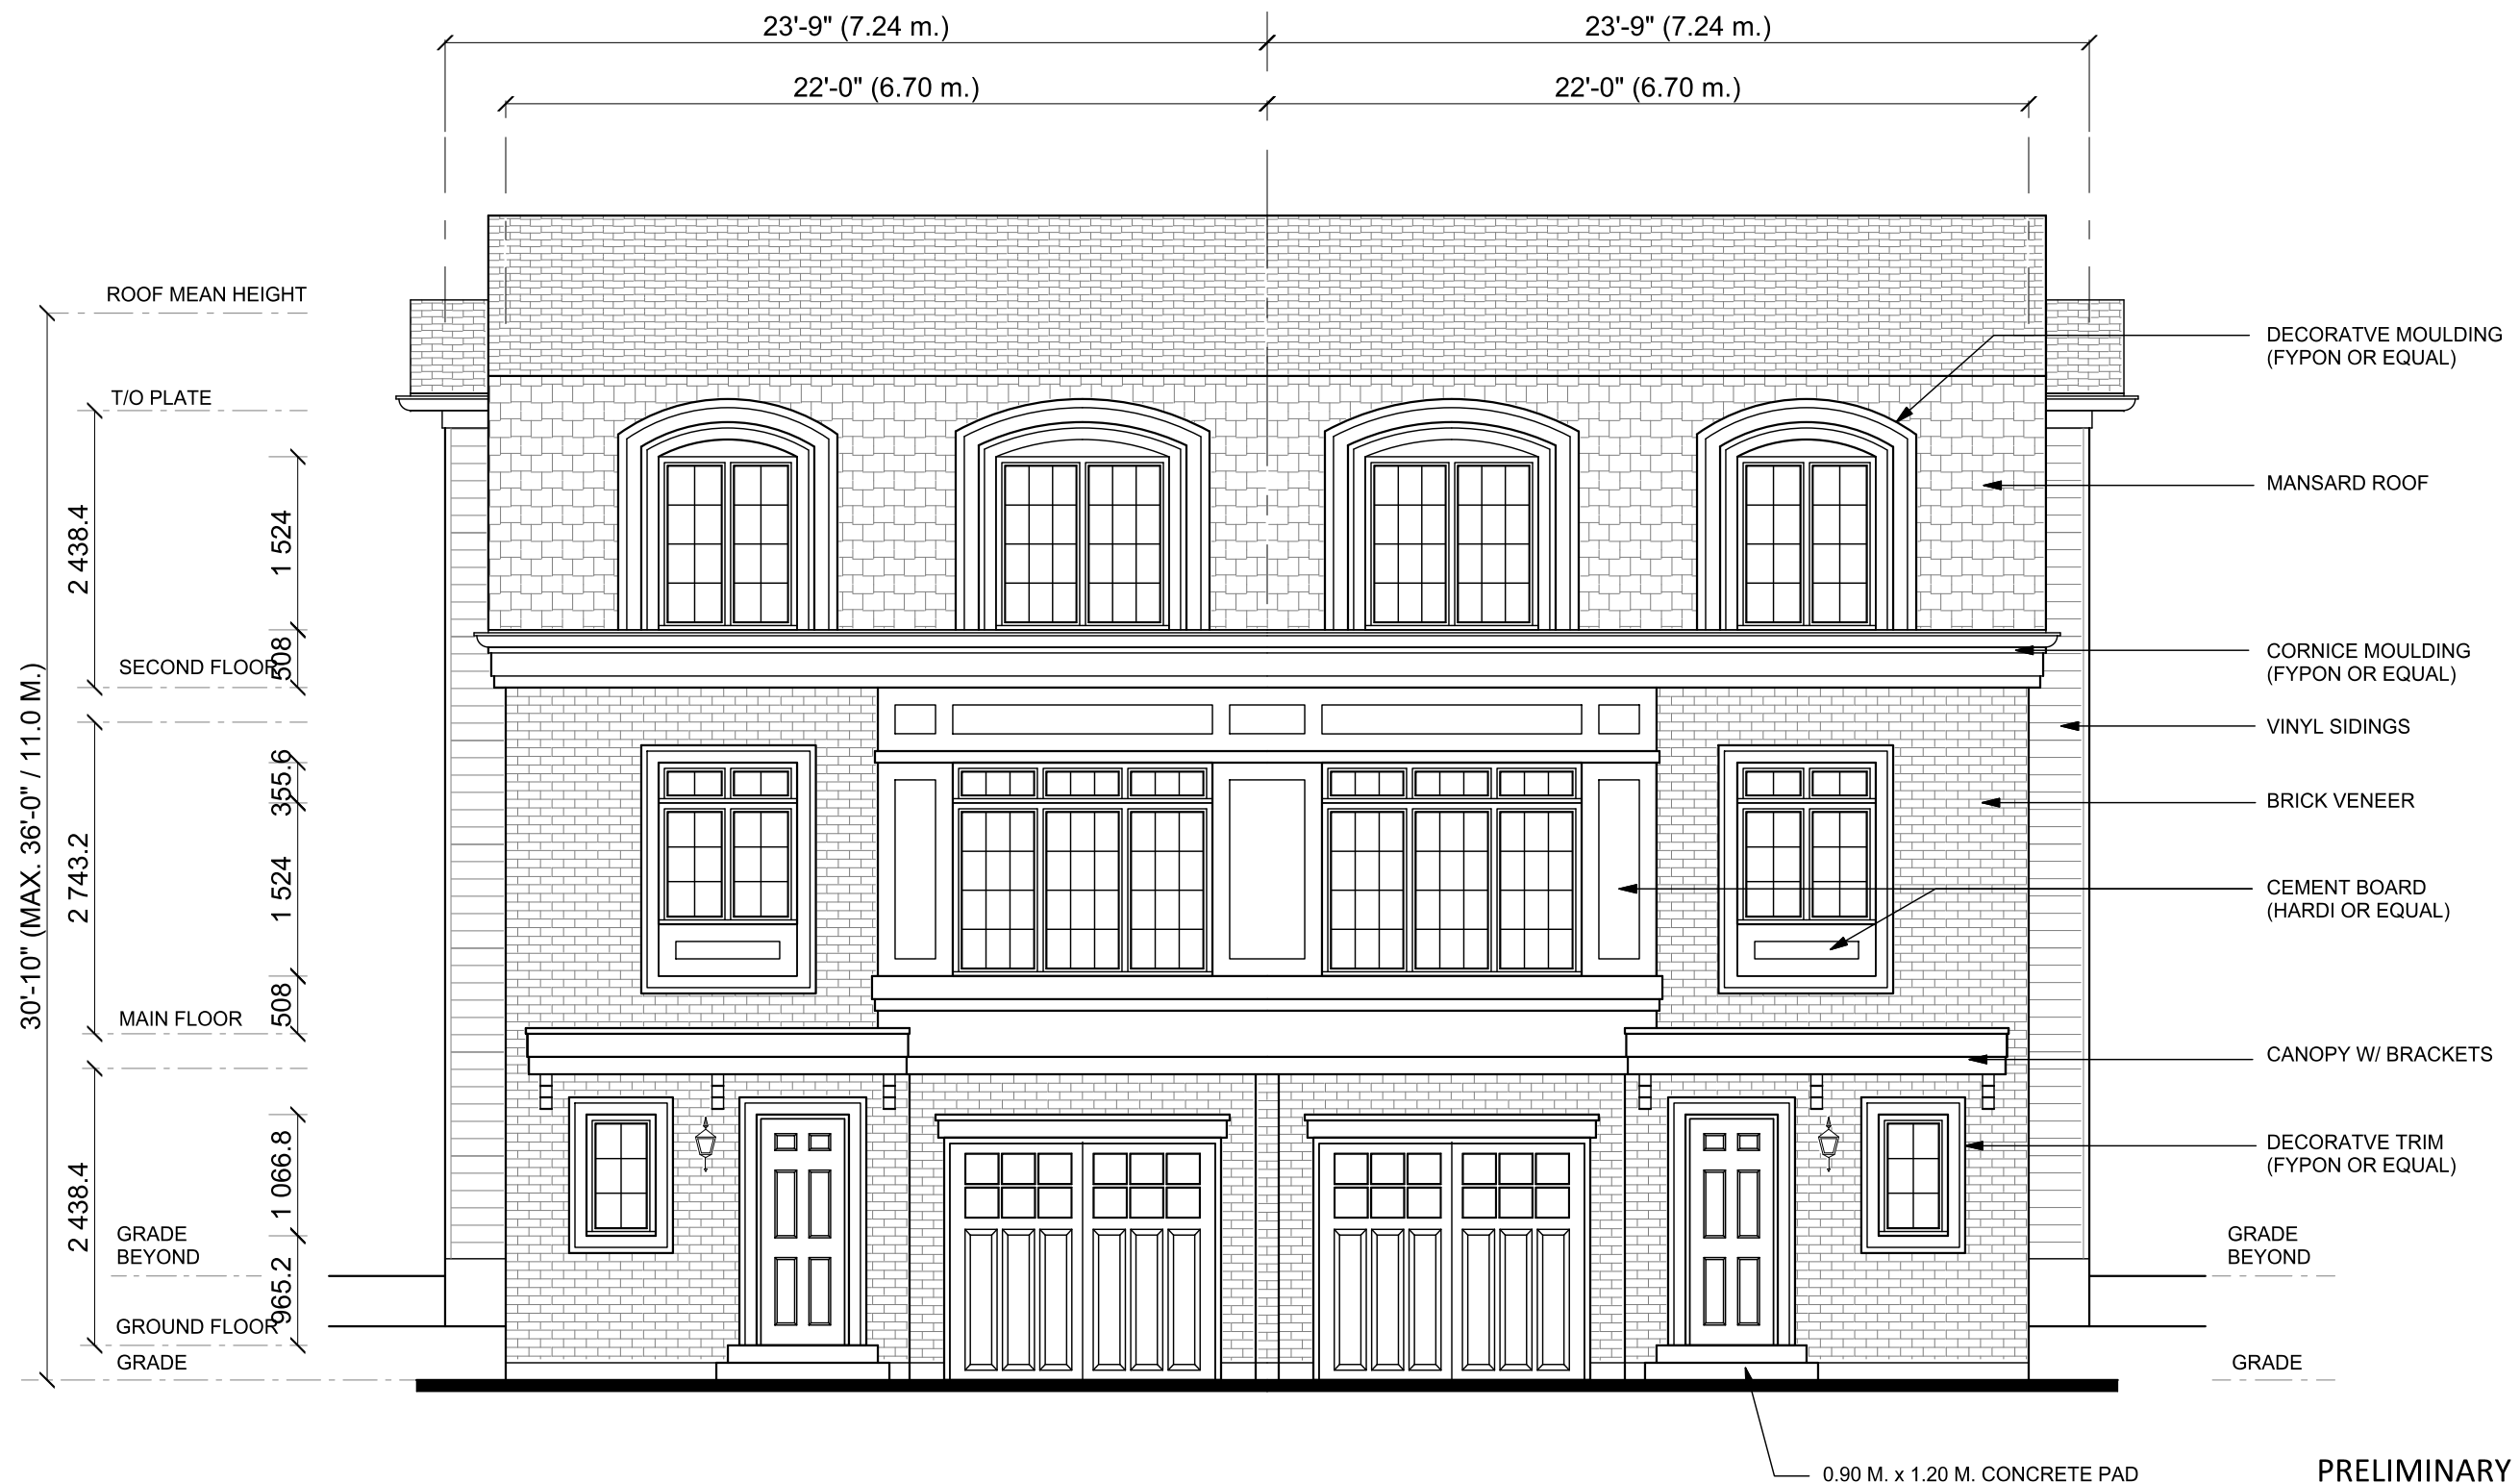 23'-9" (7.24 m.)
23'-9" (7.24 m.)
22'-0" (6.70 m.)
22'-0" (6.70 m.)
ROOF MEAN HEIGHT
T/O PLATE
SECOND FLOOR
MAIN FLOOR
GRADE
BEYOND
GROUND FLOOR
GRADE
30'-10" (MAX. 36'-0" / 11.0 M.)
2 438.4
2 743.2
2 438.4
1 524
508
355.6
1 524
508
1 066.8
965.2
DECORATVE MOULDING
(FYPON OR EQUAL)
MANSARD ROOF
CORNICE MOULDING
(FYPON OR EQUAL)
VINYL SIDINGS
BRICK VENEER
CEMENT BOARD
(HARDI OR EQUAL)
CANOPY W/ BRACKETS
DECORATVE TRIM
(FYPON OR EQUAL)
GRADE
BEYOND
GRADE
0.90 M. x 1.20 M. CONCRETE PAD
PRELIMINARY